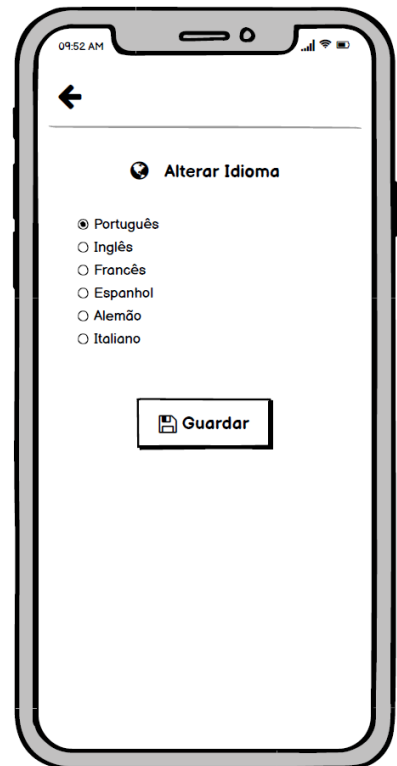 09:52 AM
Alterar Idioma
Português
Inglês
Francês
Espanhol
Alemão
Italiano
Guardar